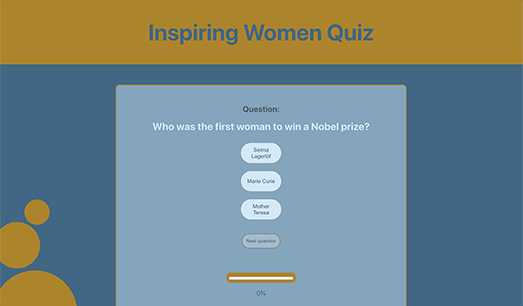 Inspiring Women Quiz
Question:
Who was the first woman to win a Nobel prize?
Selma
Lagerlöf
Marie Curie
Mother
Teresa
Next question
0%